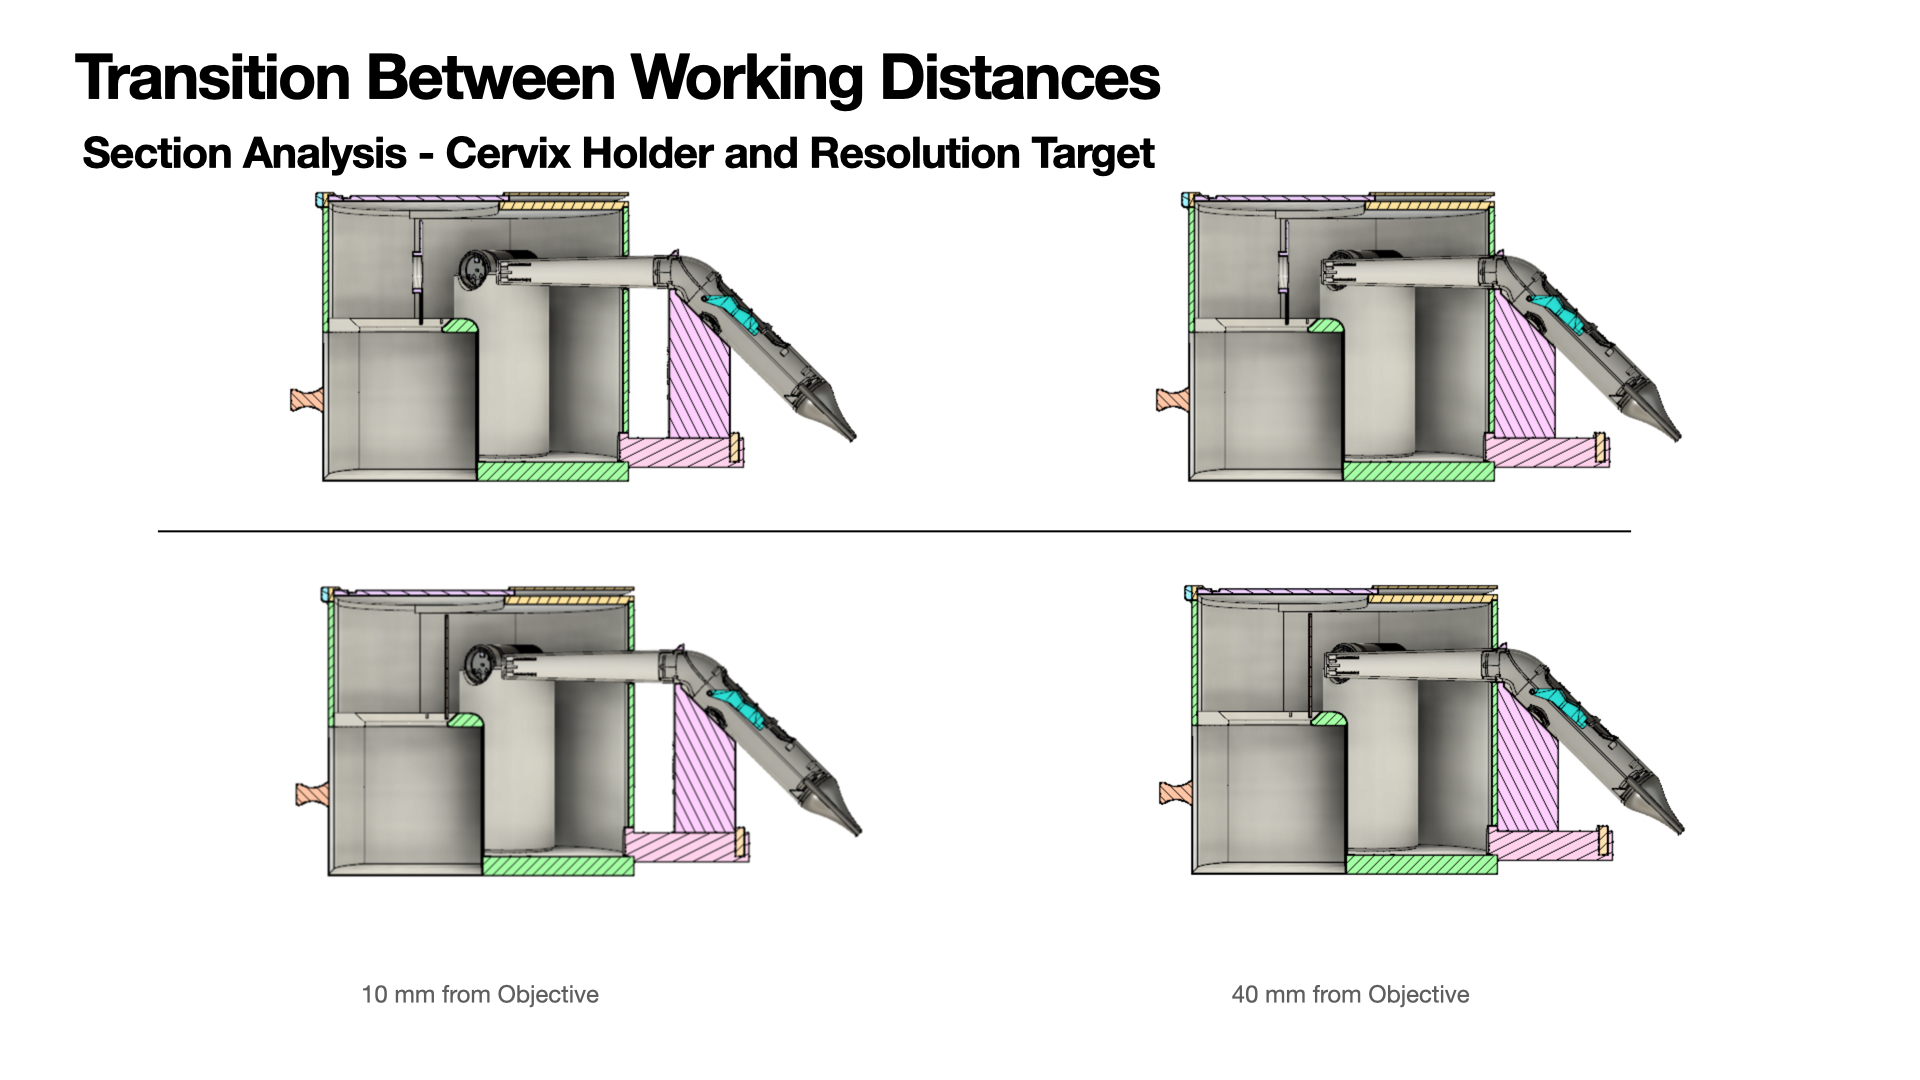 Transition Between Working Distances
Section Analysis - Cervix Holder and Resolution Target
10 mm from Objective
40 mm from Objective